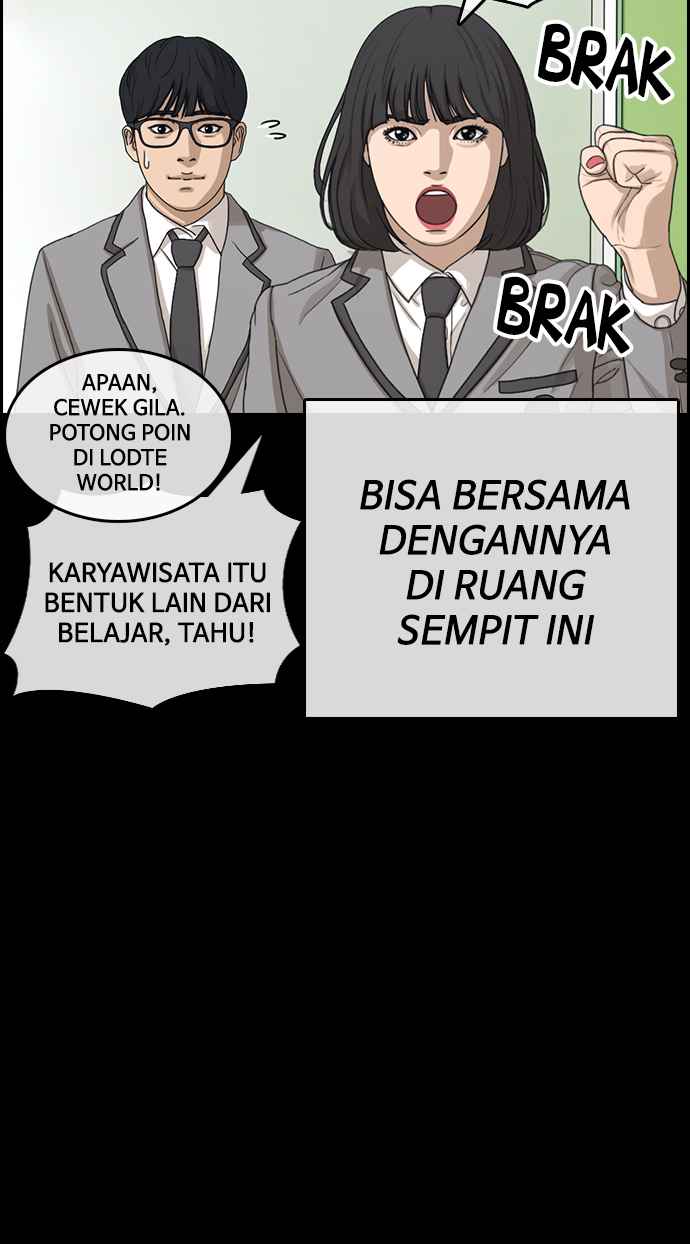 BRAK
BRAK
APAAN,
CEWEK GILA.
POTONG POIN
DI LODTE
WORLD!
KARYAWISATA ITU
BENTUK LAIN DARI
BELAJAR, TAHU!
BISA BERSAMA
DENGANNYA
DI RUANG
SEMPIT INI